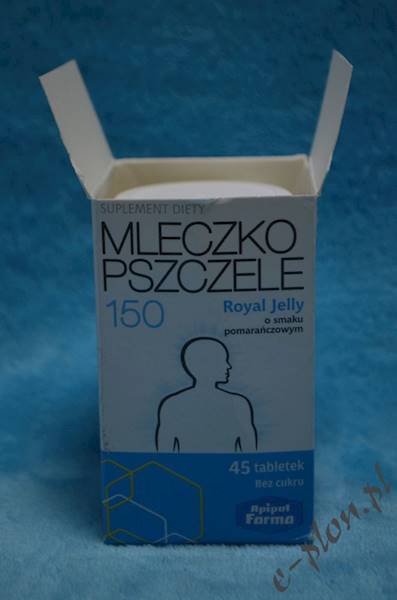 SUPLEMENT DIETY
MLECZKO
PSZCZELE
150
Royal Jelly
o smaku
pomarańczowym
45 tabletek
Bez cukru
Apipol
Farma
e-plon.pl